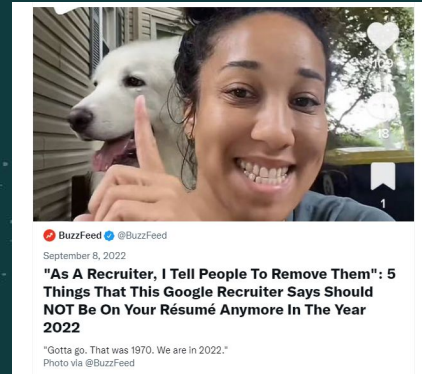 18
1
BuzzFeed @BuzzFeed
September 8, 2022
"As A Recruiter, I Tell People To Remove Them": 5
Things That This Google Recruiter Says Should
NOT Be On Your Résumé Anymore In The Year
2022
"Gotta go. That was 1970. We are in 2022."
Photo via @BuzzFeed